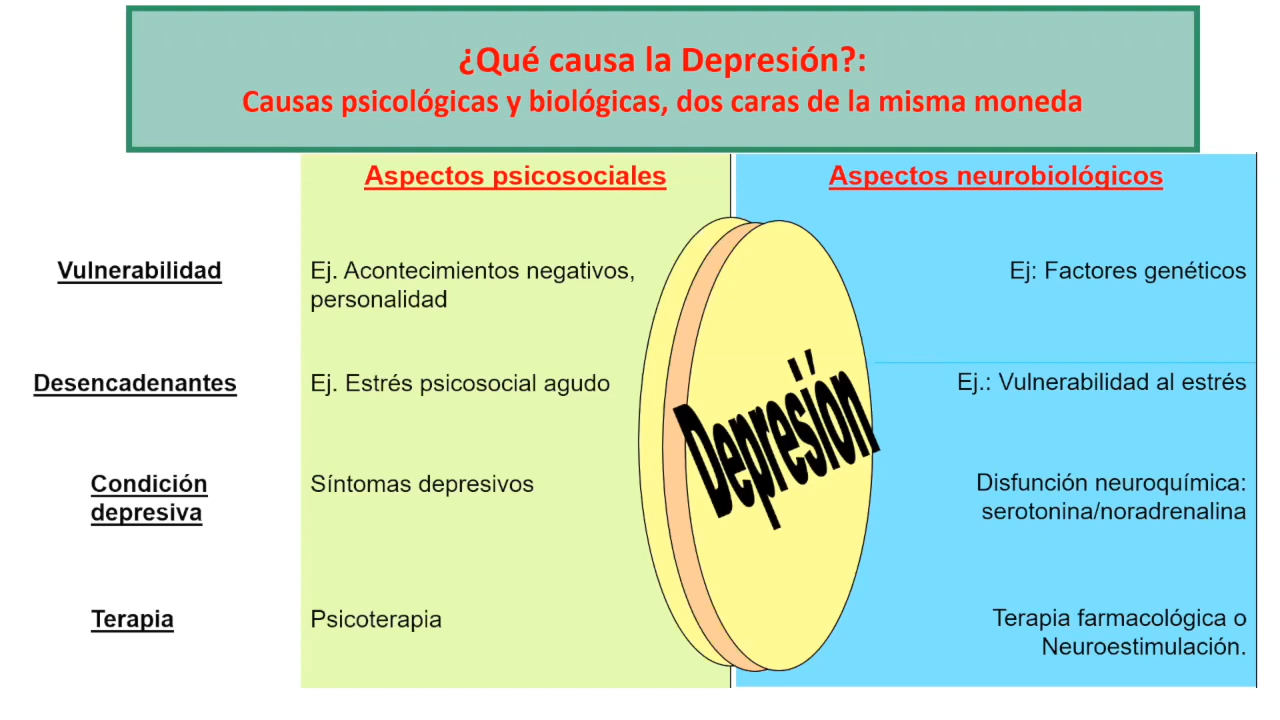 ¿Qué causa la Depresión?:
Causas psicológicas y biológicas, dos caras de la misma moneda
Aspectos psicosociales
Aspectos neurobiológicos
Vulnerabilidad
Ej. Acontecimientos negativos,
personalidad
Ej: Factores genéticos
Desencadenantes
Ej. Estrés psicosocial agudo
Ej.: Vulnerabilidad al estrés
Condición
depresiva
Síntomas depresivos
Disfunción neuroquímica:
serotonina/noradrenalina
Terapia
Psicoterapia
Terapia farmacológica o
Neuroestimulación.
Depresión